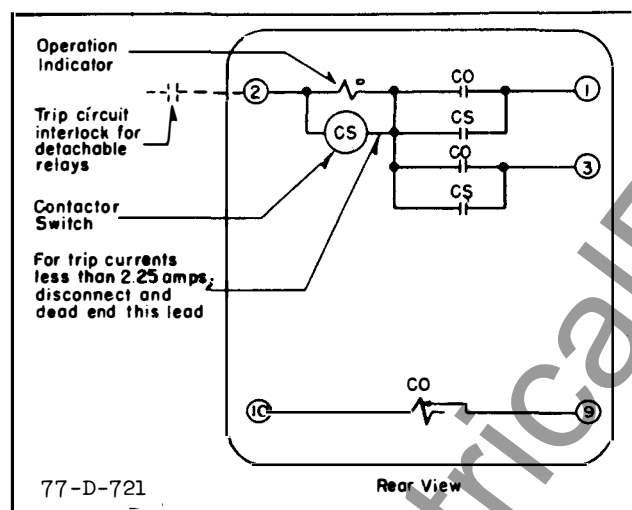 Operation
Indicator
CO
2
1
Trip circuit
interlock for
detachable
relays
CS
CS
CO
3
CS
Contactor
Switch
For trip currents
less than 2.25 amps.
disconnect and
dead end this lead
CO
10
9
77-D-721
Rear View
trical